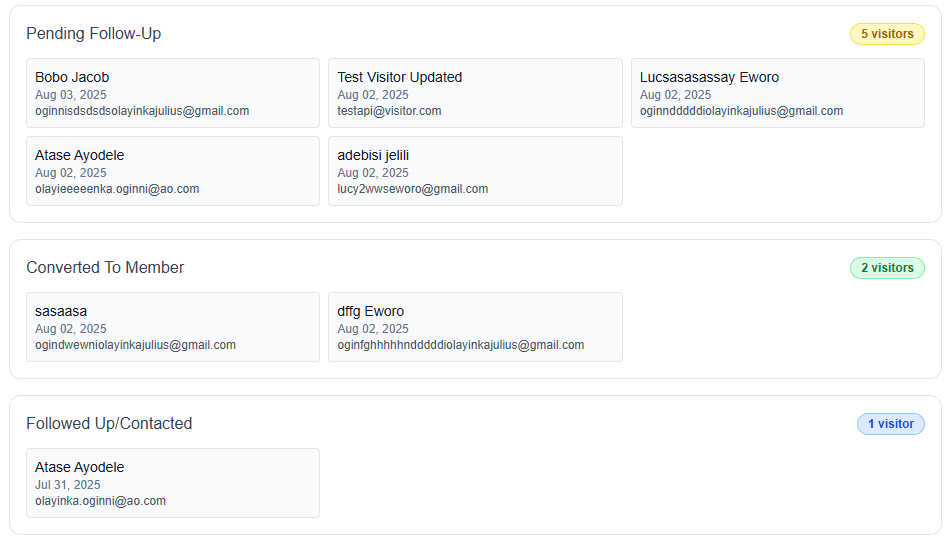 Pending Follow-Up
5 visitors
Bobo Jacob
Aug 03, 2025
oginnisdsdsdsolayinkajulius@gmail.com
Test Visitor Updated
Aug 02, 2025
testapi@visitor.com
Lucsasasassay Eworo
Aug 02, 2025
oginndddddiolayinkajulius@gmail.com
Atase Ayodele
Aug 02, 2025
olayieeeeenka.oginni@ao.com
adebisi jelili
Aug 02, 2025
lucy2wwseworo@gmail.com
Converted To Member
2 visitors
sasaasa
Aug 02, 2025
ogindwewniolayinkajulius@gmail.com
dffg Eworo
Aug 02, 2025
oginfghhhhhndddddiolayinkajulius@gmail.com
Followed Up/Contacted
1 visitor
Atase Ayodele
Jul 31, 2025
olayinka.oginni@ao.com